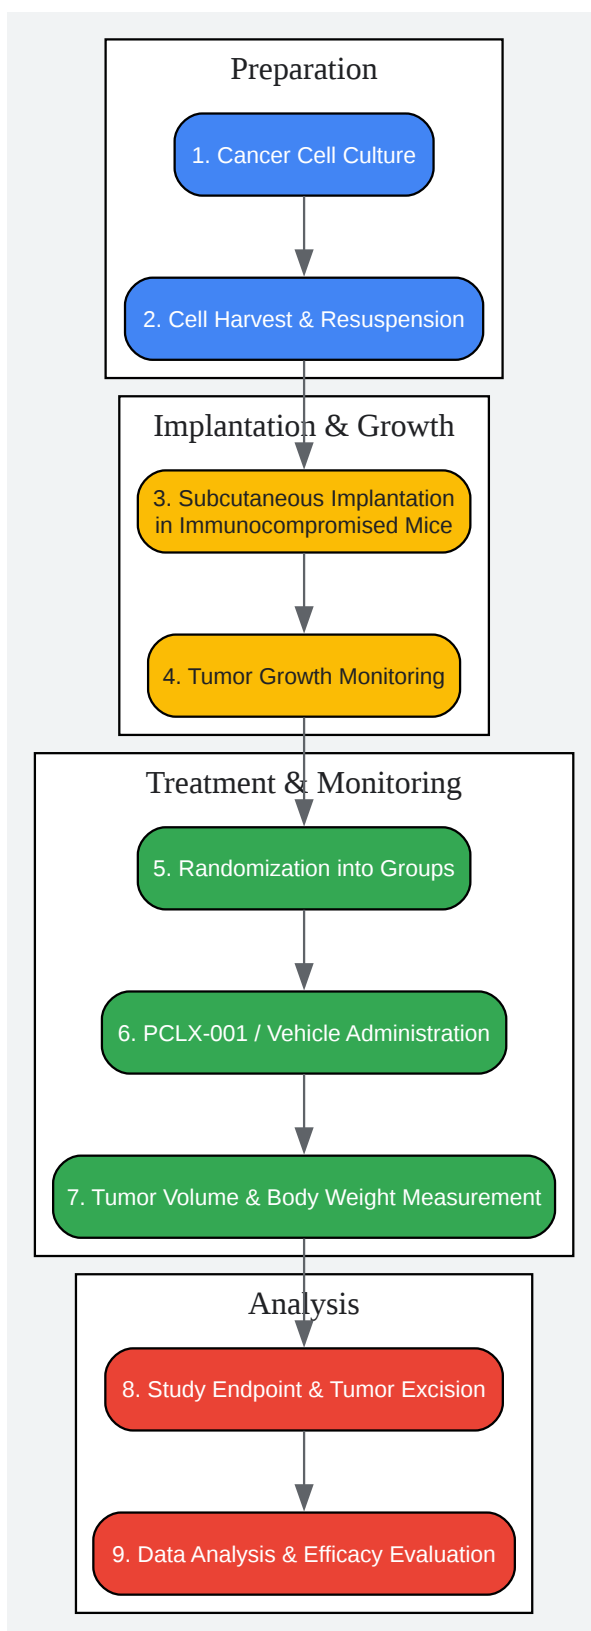 Preparation
1. Cancer Cell Culture
2. Cell Harvest & Resuspension
Implantation & Growth
3. Subcutaneous Implantation
in Immunocompromised Mice
4. Tumor Growth Monitoring
Treatment & Monitoring
5. Randomization into Groups
6. PCLX-001 / Vehicle Administration
7. Tumor Volume & Body Weight Measurement
Analysis
8. Study Endpoint & Tumor Excision
9. Data Analysis & Efficacy Evaluation